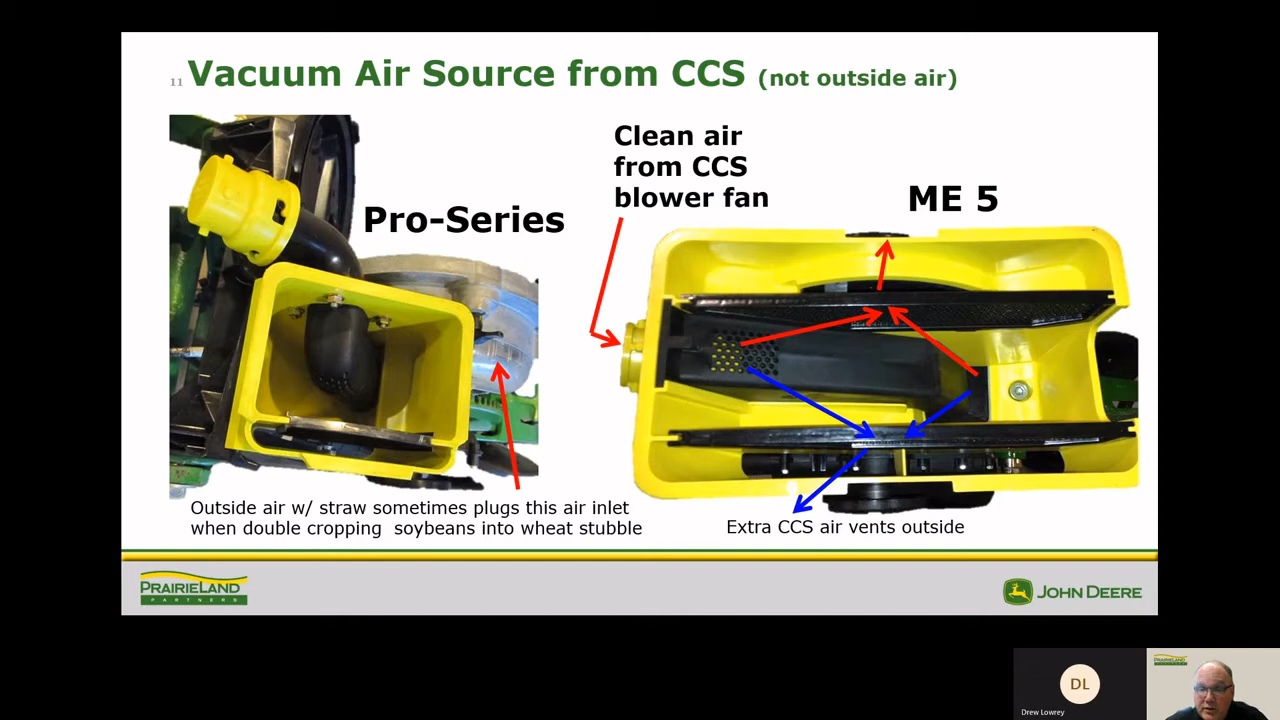 11 Vacuum Air Source from CCS (not outside air)
Clean air
from CCS
blower fan
Pro-Series
ME 5
Outside air w/ straw sometimes plugs this air inlet
when double cropping soybeans into wheat stubble
Extra CCS air vents outside
PRAIRIELAND
PARTNERS
JOHN DEERE
DL
Drew Lowrey
PRAIRIELAND